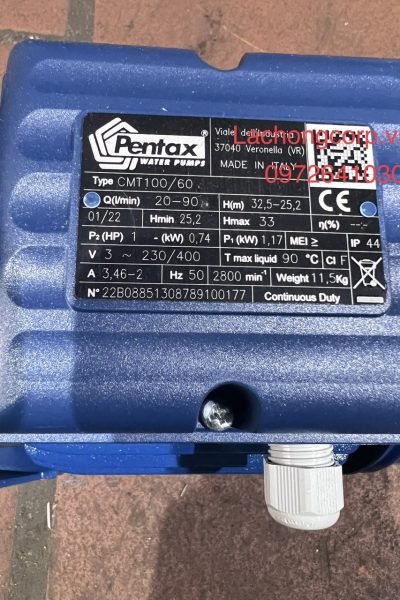 Pentax®
WATER PUMPS
Viale dell'Industria
37040 Veronella (VR)
MADE IN ITALY
Lachongcorp.v
0972841030
Type CMT100/60
CE
Q(l/min) 20-90 H(m) 32,5-25,2
01/22 Hmin 25,2 Hmax 33 η(%) --.-
P₂(HP) 1 - (kW) 0,74 P₁(kW) 1,17 MEI ≥ IP 44
V 3 ~ 230/400 T max liquid 90 °C Cl F
A 3,46-2 Hz 50 2800 min⁻¹ Weight 11,5Kg
N° 22B08851308789100177 Continuous Duty